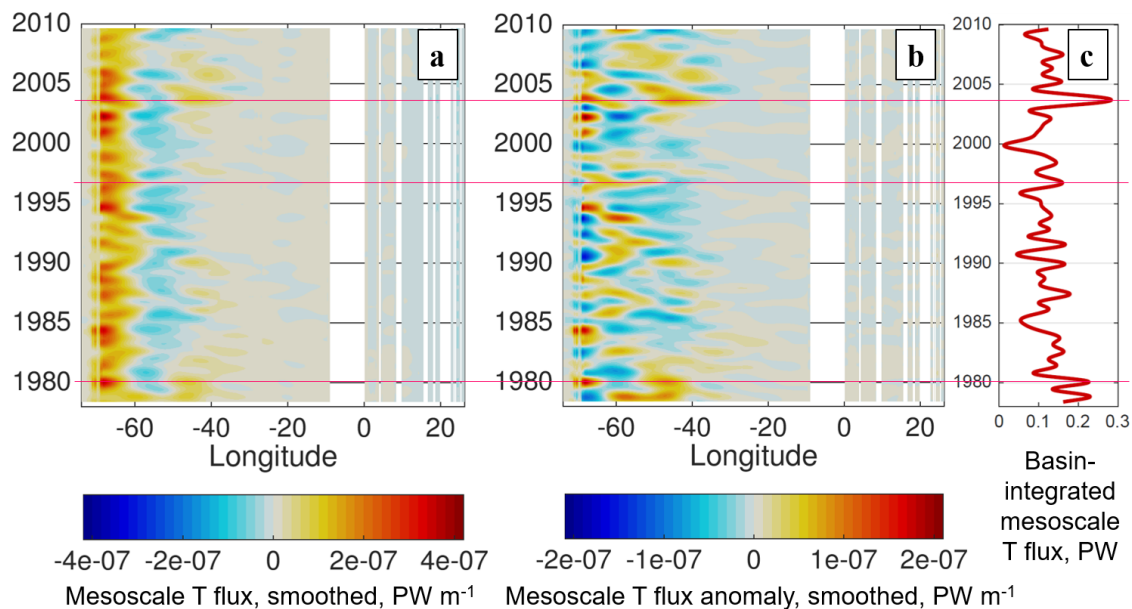 a
b
c
2010
2005
2000
1995
1990
1985
1980
-60
-40
-20
0
20
Longitude
2010
2005
2000
1995
1990
1985
1980
-60
-40
-20
0
20
Longitude
2010
2005
2000
1995
1990
1985
1980
0
0.1
0.2
0.3
Basin-
integrated
mesoscale
T flux, PW
-4e-07
-2e-07
0
2e-07
4e-07
Mesoscale T flux, smoothed, PW m-1
-2e-07
-1e-07
0
1e-07
2e-07
Mesoscale T flux anomaly, smoothed, PW m-1